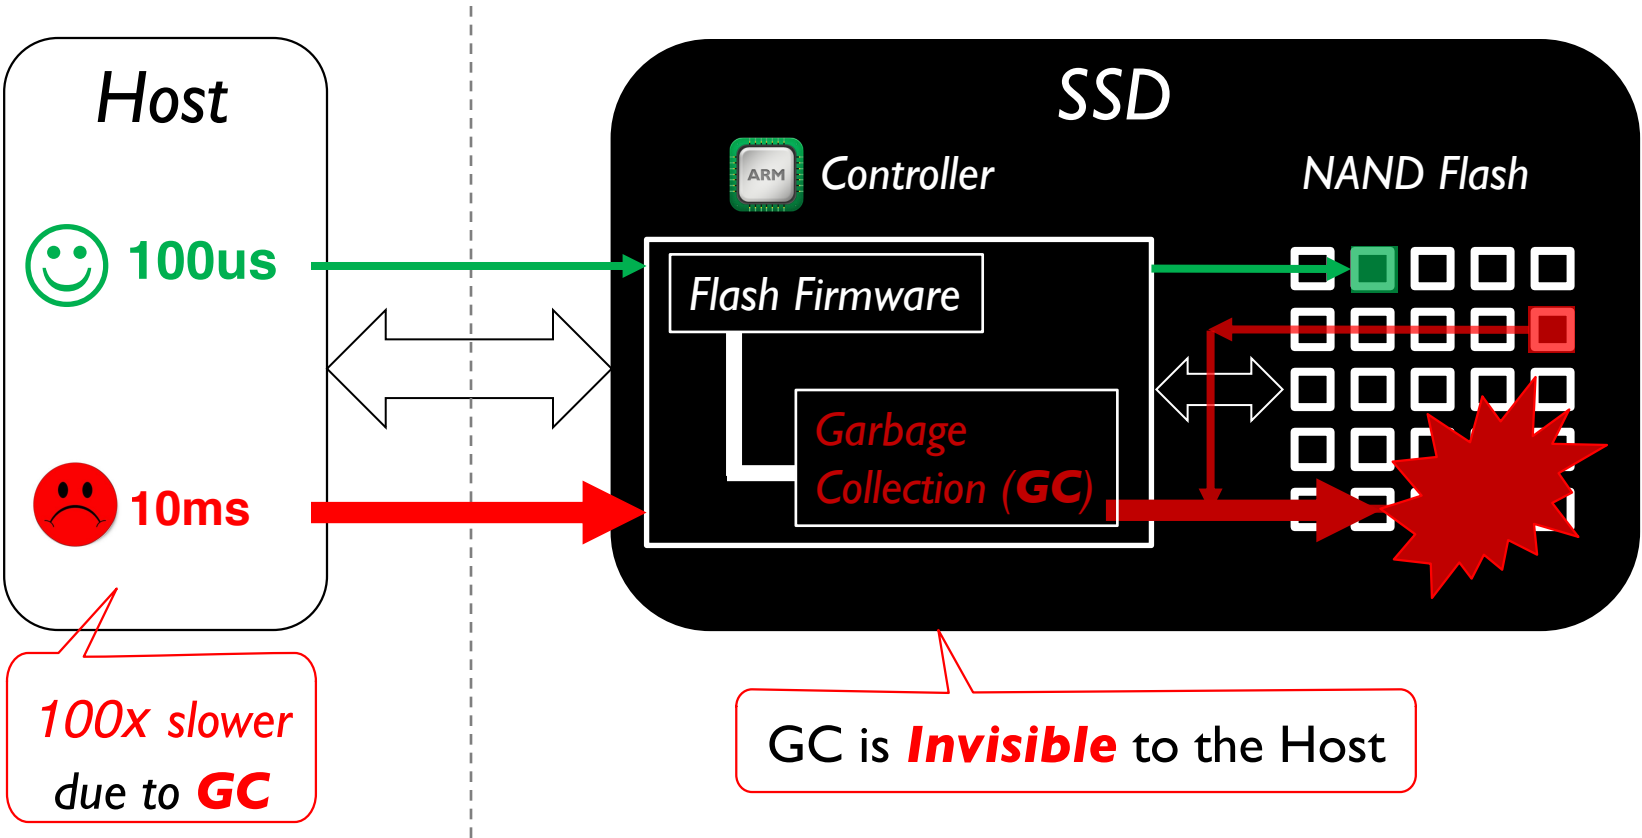 Host
SSD
ARM
Controller
NAND Flash
100us
Flash Firmware
Garbage
Collection (GC)
10ms
100x slower
due to GC
GC is Invisible to the Host